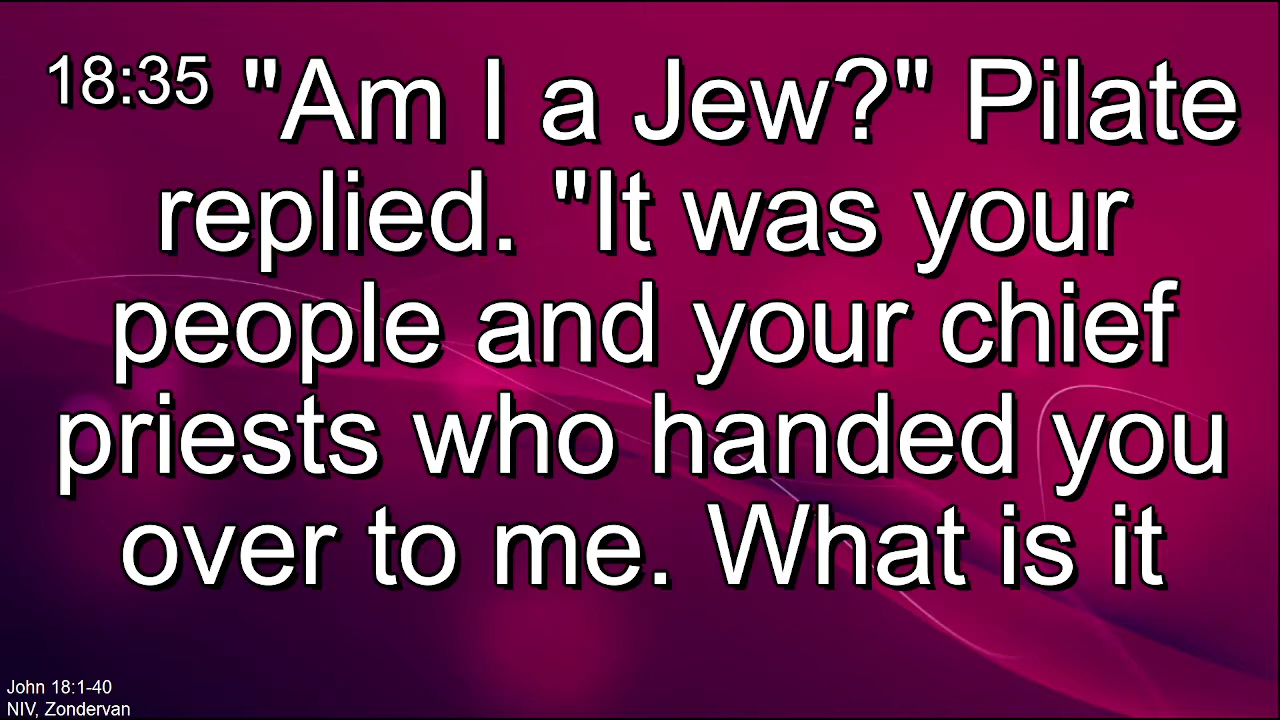 18:35 "Am I a Jew?" Pilate
replied. "It was your
people and your chief
priests who handed you
over to me. What is it
John 18:1-40
NIV, Zondervan